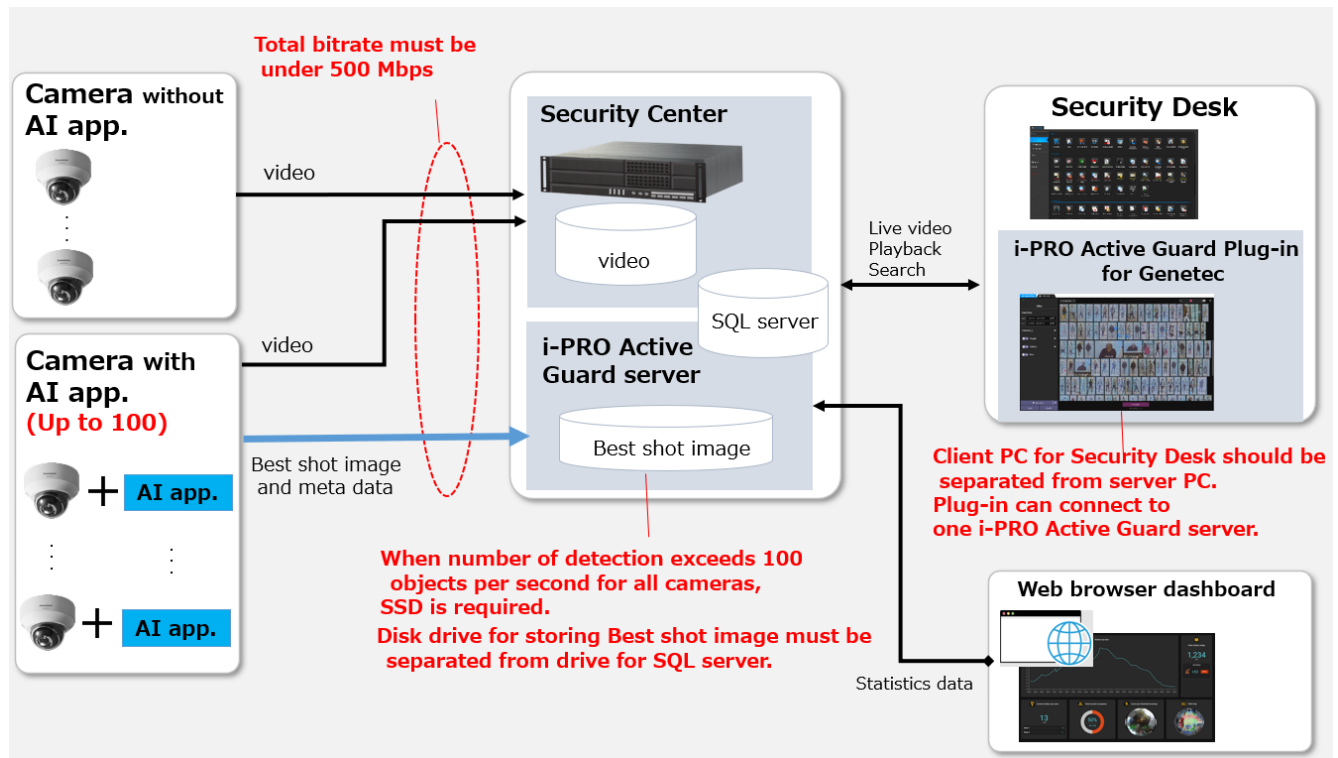 Total bitrate must be
under 500 Mbps
Camera without
AI app.
video
Camera with
AI app.
(Up to 100)
video
Best shot image
and meta data
AI app.
AI app.
Security Center
video
SQL server
i-PRO Active
Guard server
Best shot image
When number of detection exceeds 100
objects per second for all cameras,
SSD is required.
Disk drive for storing Best shot image must be
separated from drive for SQL server.
Live video
Playback
Search
Security Desk
i-PRO Active Guard Plug-in
for Genetec
Client PC for Security Desk should be
separated from server PC.
Plug-in can connect to
one i-PRO Active Guard server.
Statistics data
Web browser dashboard
1,234
13